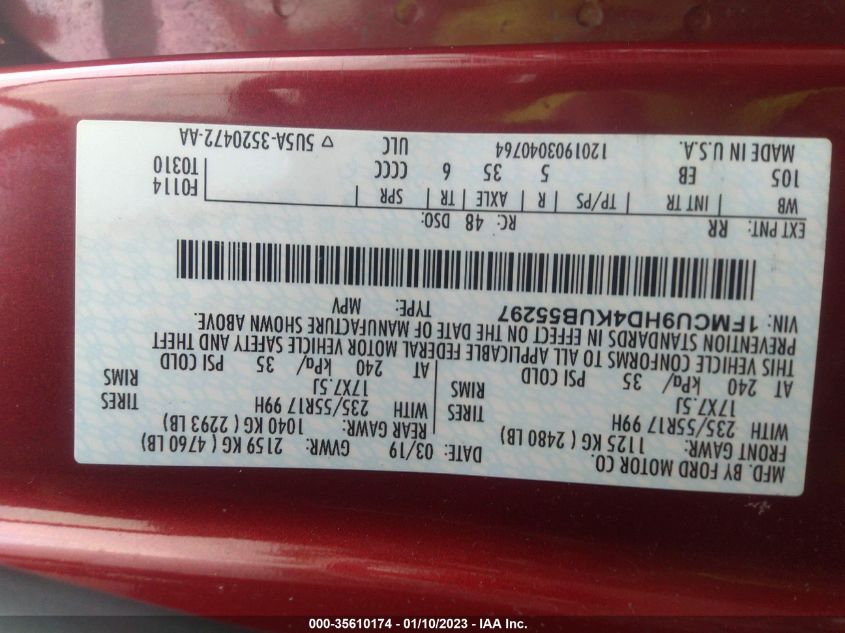 MFD. BY FORD MOTOR CO.
DATE: 03/19 GVWR: 2159 KG ( 4760 LB)
FRONT GAWR: 1125 KG ( 2480 LB) REAR GAWR: 1040 KG ( 2293 LB)
WITH 235/55R17 99H TIRES WITH 235/55R17 99H TIRES
17X7.5J RIMS 17X7.5J RIMS
AT 240 kPa/ 35 PSI COLD AT 240 kPa/ 35 PSI COLD
THIS VEHICLE CONFORMS TO ALL APPLICABLE FEDERAL MOTOR VEHICLE SAFETY AND THEFT
PREVENTION STANDARDS IN EFFECT ON THE DATE OF MANUFACTURE SHOWN ABOVE.
VIN: 1FMCU9HD4KUB55297 TYPE: MPV
EXT PNT: RR RC: 48 DSO:
WB INT TR TP/PS R AXLE TR SPR F0114
105 EB 5 35 6 CCCC T0310
MADE IN U.S.A. 1201903040764 ULC ▽ 5U5A-3520472-AA
000-35610174 - 01/10/2023 - IAA Inc.